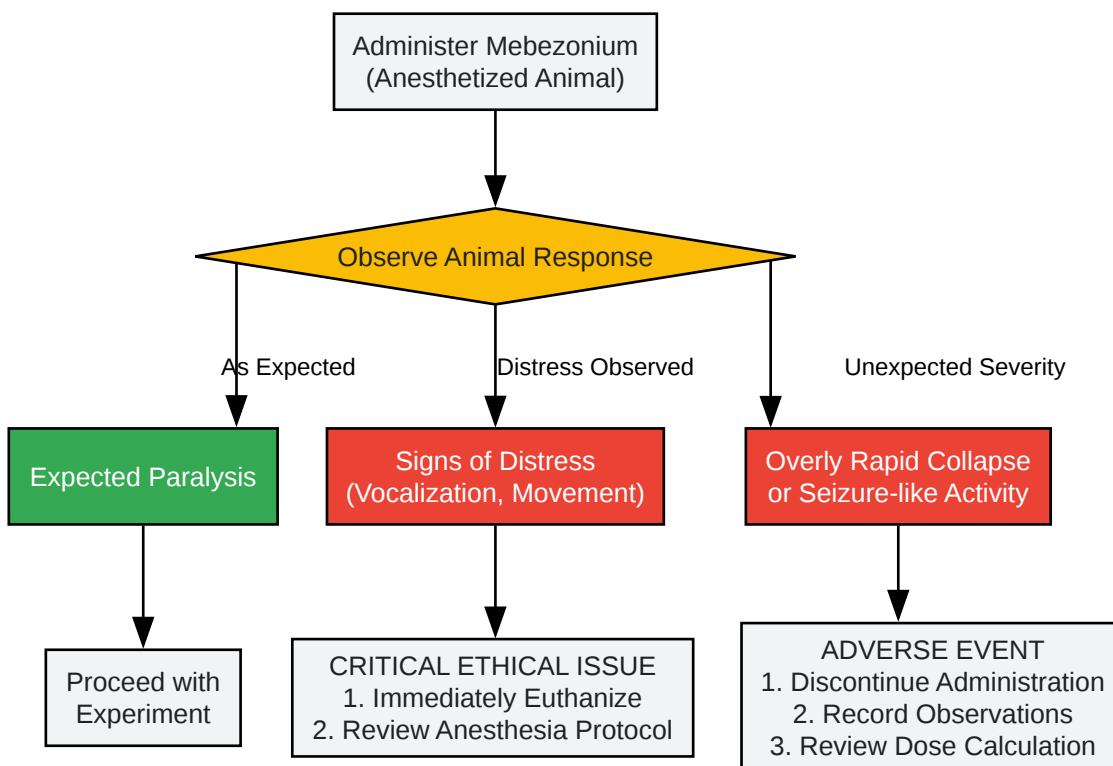 Administer Mebezonium
(Anesthetized Animal)
Observe Animal Response
As Expected
Distress Observed
Unexpected Severity
Expected Paralysis
Signs of Distress
(Vocalization, Movement)
Overly Rapid Collapse
or Seizure-like Activity
Proceed with
Experiment
CRITICAL ETHICAL ISSUE
1. Immediately Euthanize
2. Review Anesthesia Protocol
ADVERSE EVENT
1. Discontinue Administration
2. Record Observations
3. Review Dose Calculation